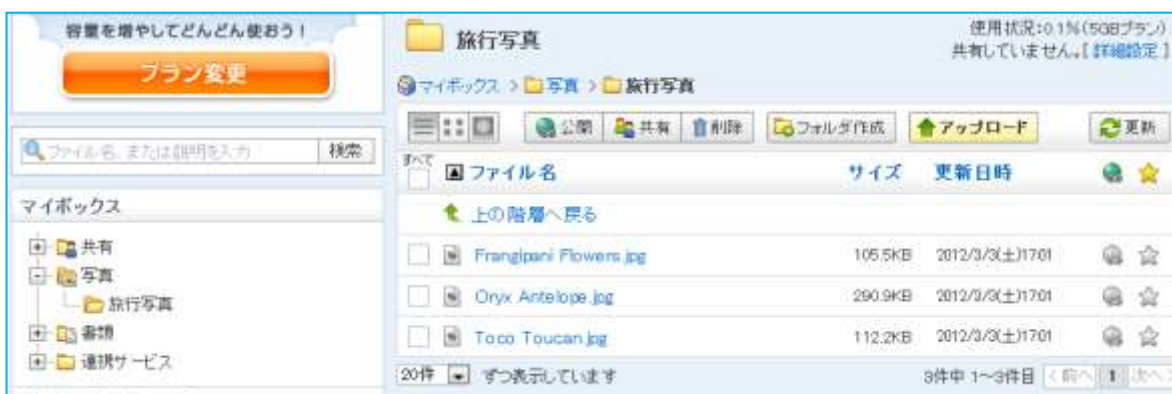 容量を増やしてどんどん使おう!
プラン変更
ファイル名、または説明を入力 検索
マイボックス
共有
写真
旅行写真
書類
連携サービス
旅行写真
使用状況:0.1%(5GBプラン)
共有していません。[詳細設定]
マイボックス > 写真 > 旅行写真
公開 共有 削除 フォルダ作成 アップロード 更新
すべて ファイル名 サイズ 更新日時
上の階層へ戻る
Frangipani Flowers.jpg 105.5KB 2012/3/3(土)17:01
Oryx Antelope.jpg 290.9KB 2012/3/3(土)17:01
Toco Toucan.jpg 112.2KB 2012/3/3(土)17:01
20件 ずつ表示しています 3件中 1~3件目 <前へ 1 次へ>